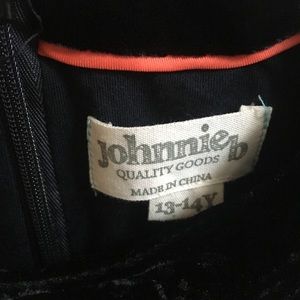 johnnie b
QUALITY GOODS
MADE IN CHINA
13-14Y